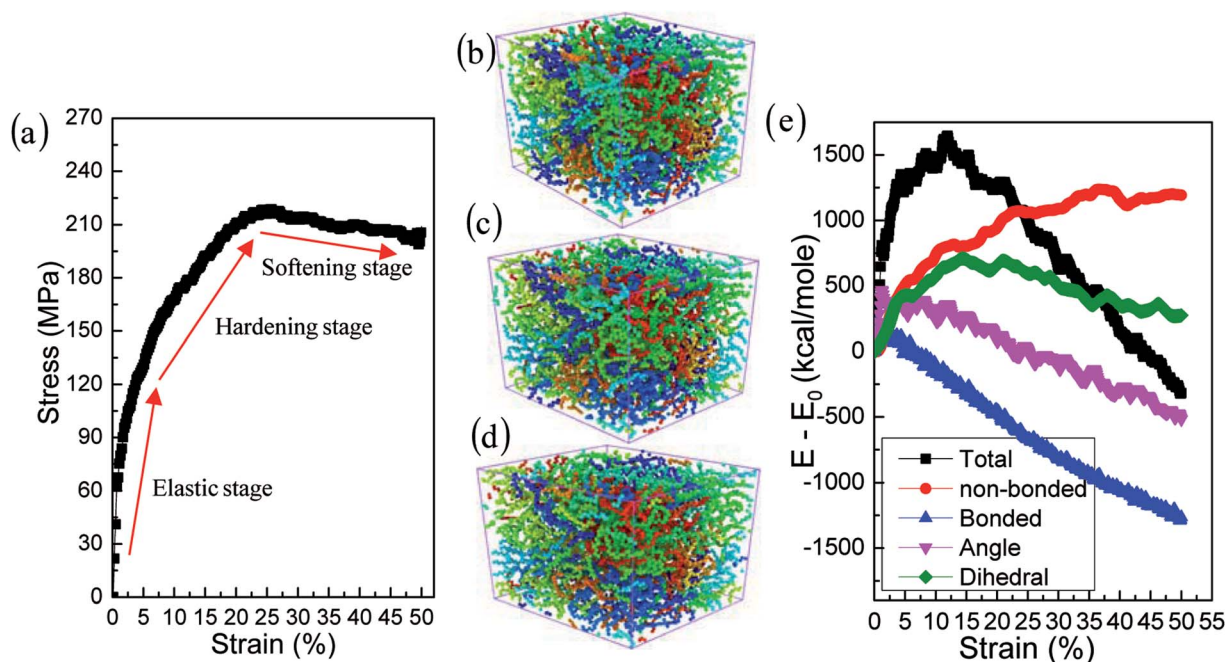 (a)
270
240
210
180
150
120
90
60
30
0
Stress (MPa)
Softening stage
Hardening stage
Elastic stage
0 5 10 15 20 25 30 35 40 45 50
Strain (%)
(b)
(c)
(d)
(e)
1500
1000
500
0
-500
-1000
-1500
E - E0 (kcal/mole)
Total
non-bonded
Bonded
Angle
Dihedral
0 5 10 15 20 25 30 35 40 45 50 55
Strain (%)